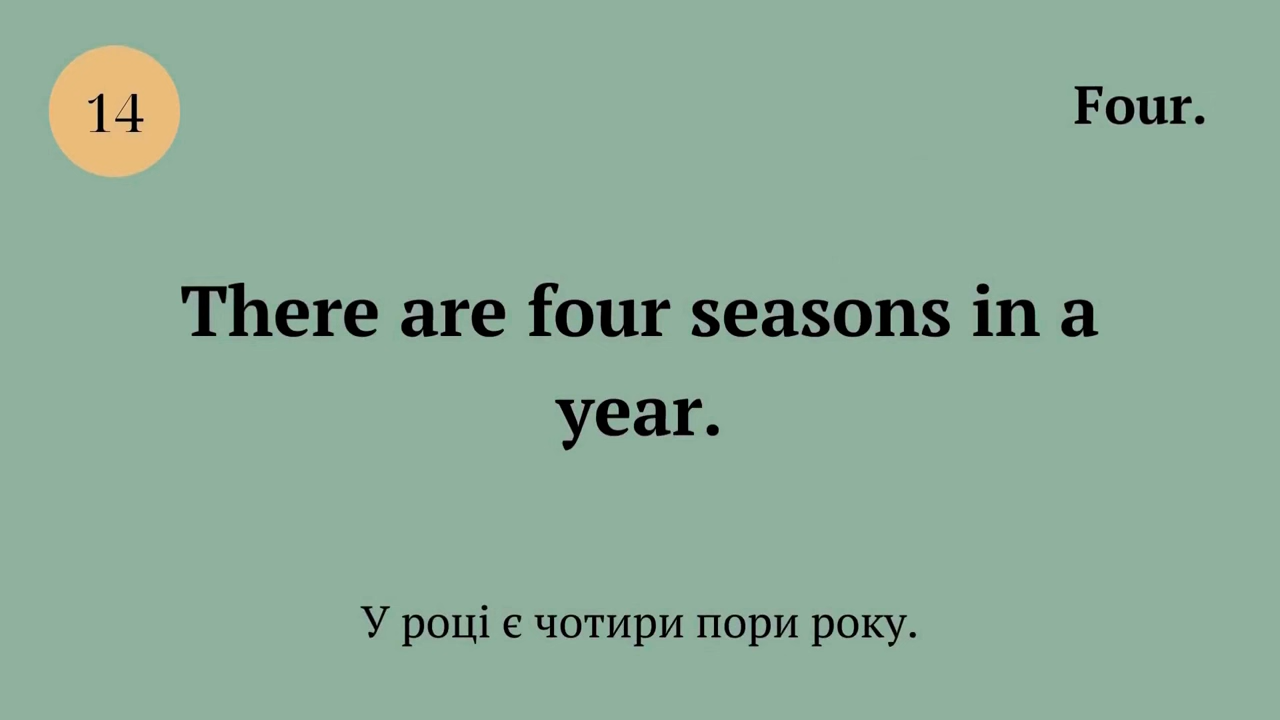 14
Four.
There are four seasons in a
year.
У році є чотири пори року.